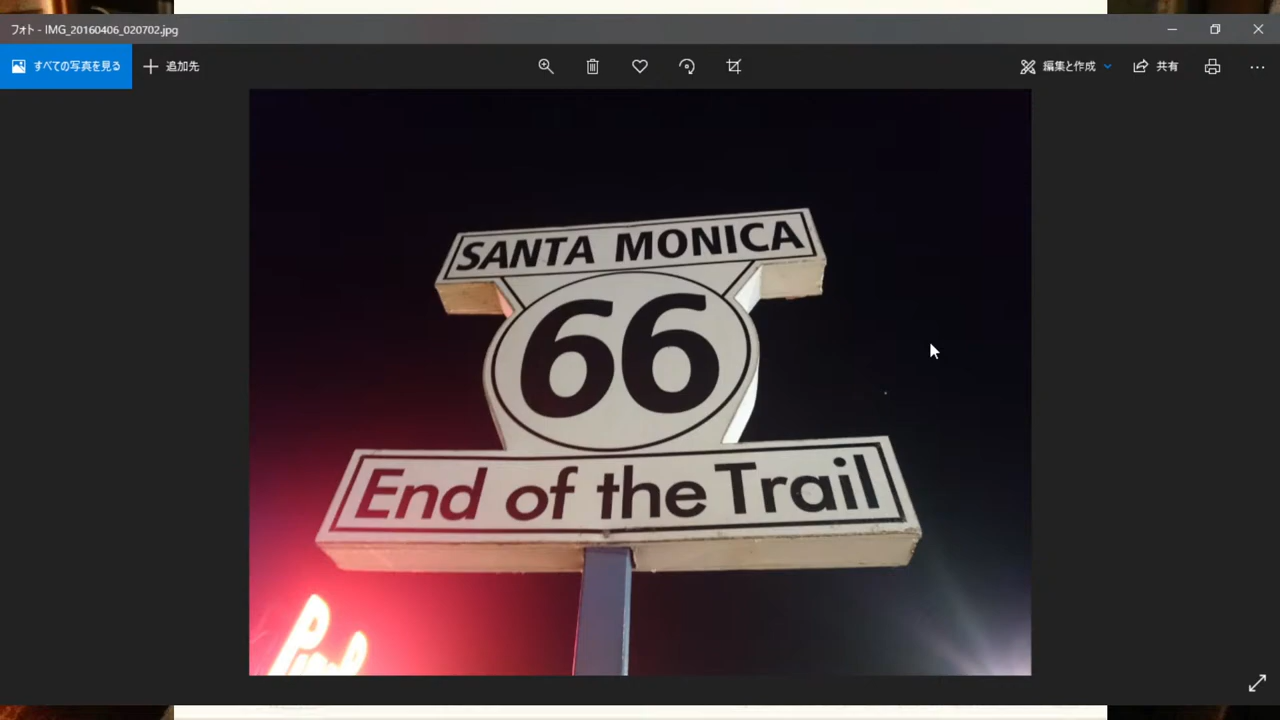 フォト - IMG_20160406_020702.jpg
すべての写真を見る
追加先
編集と作成
共有
SANTA MONICA
66
End of the Trail